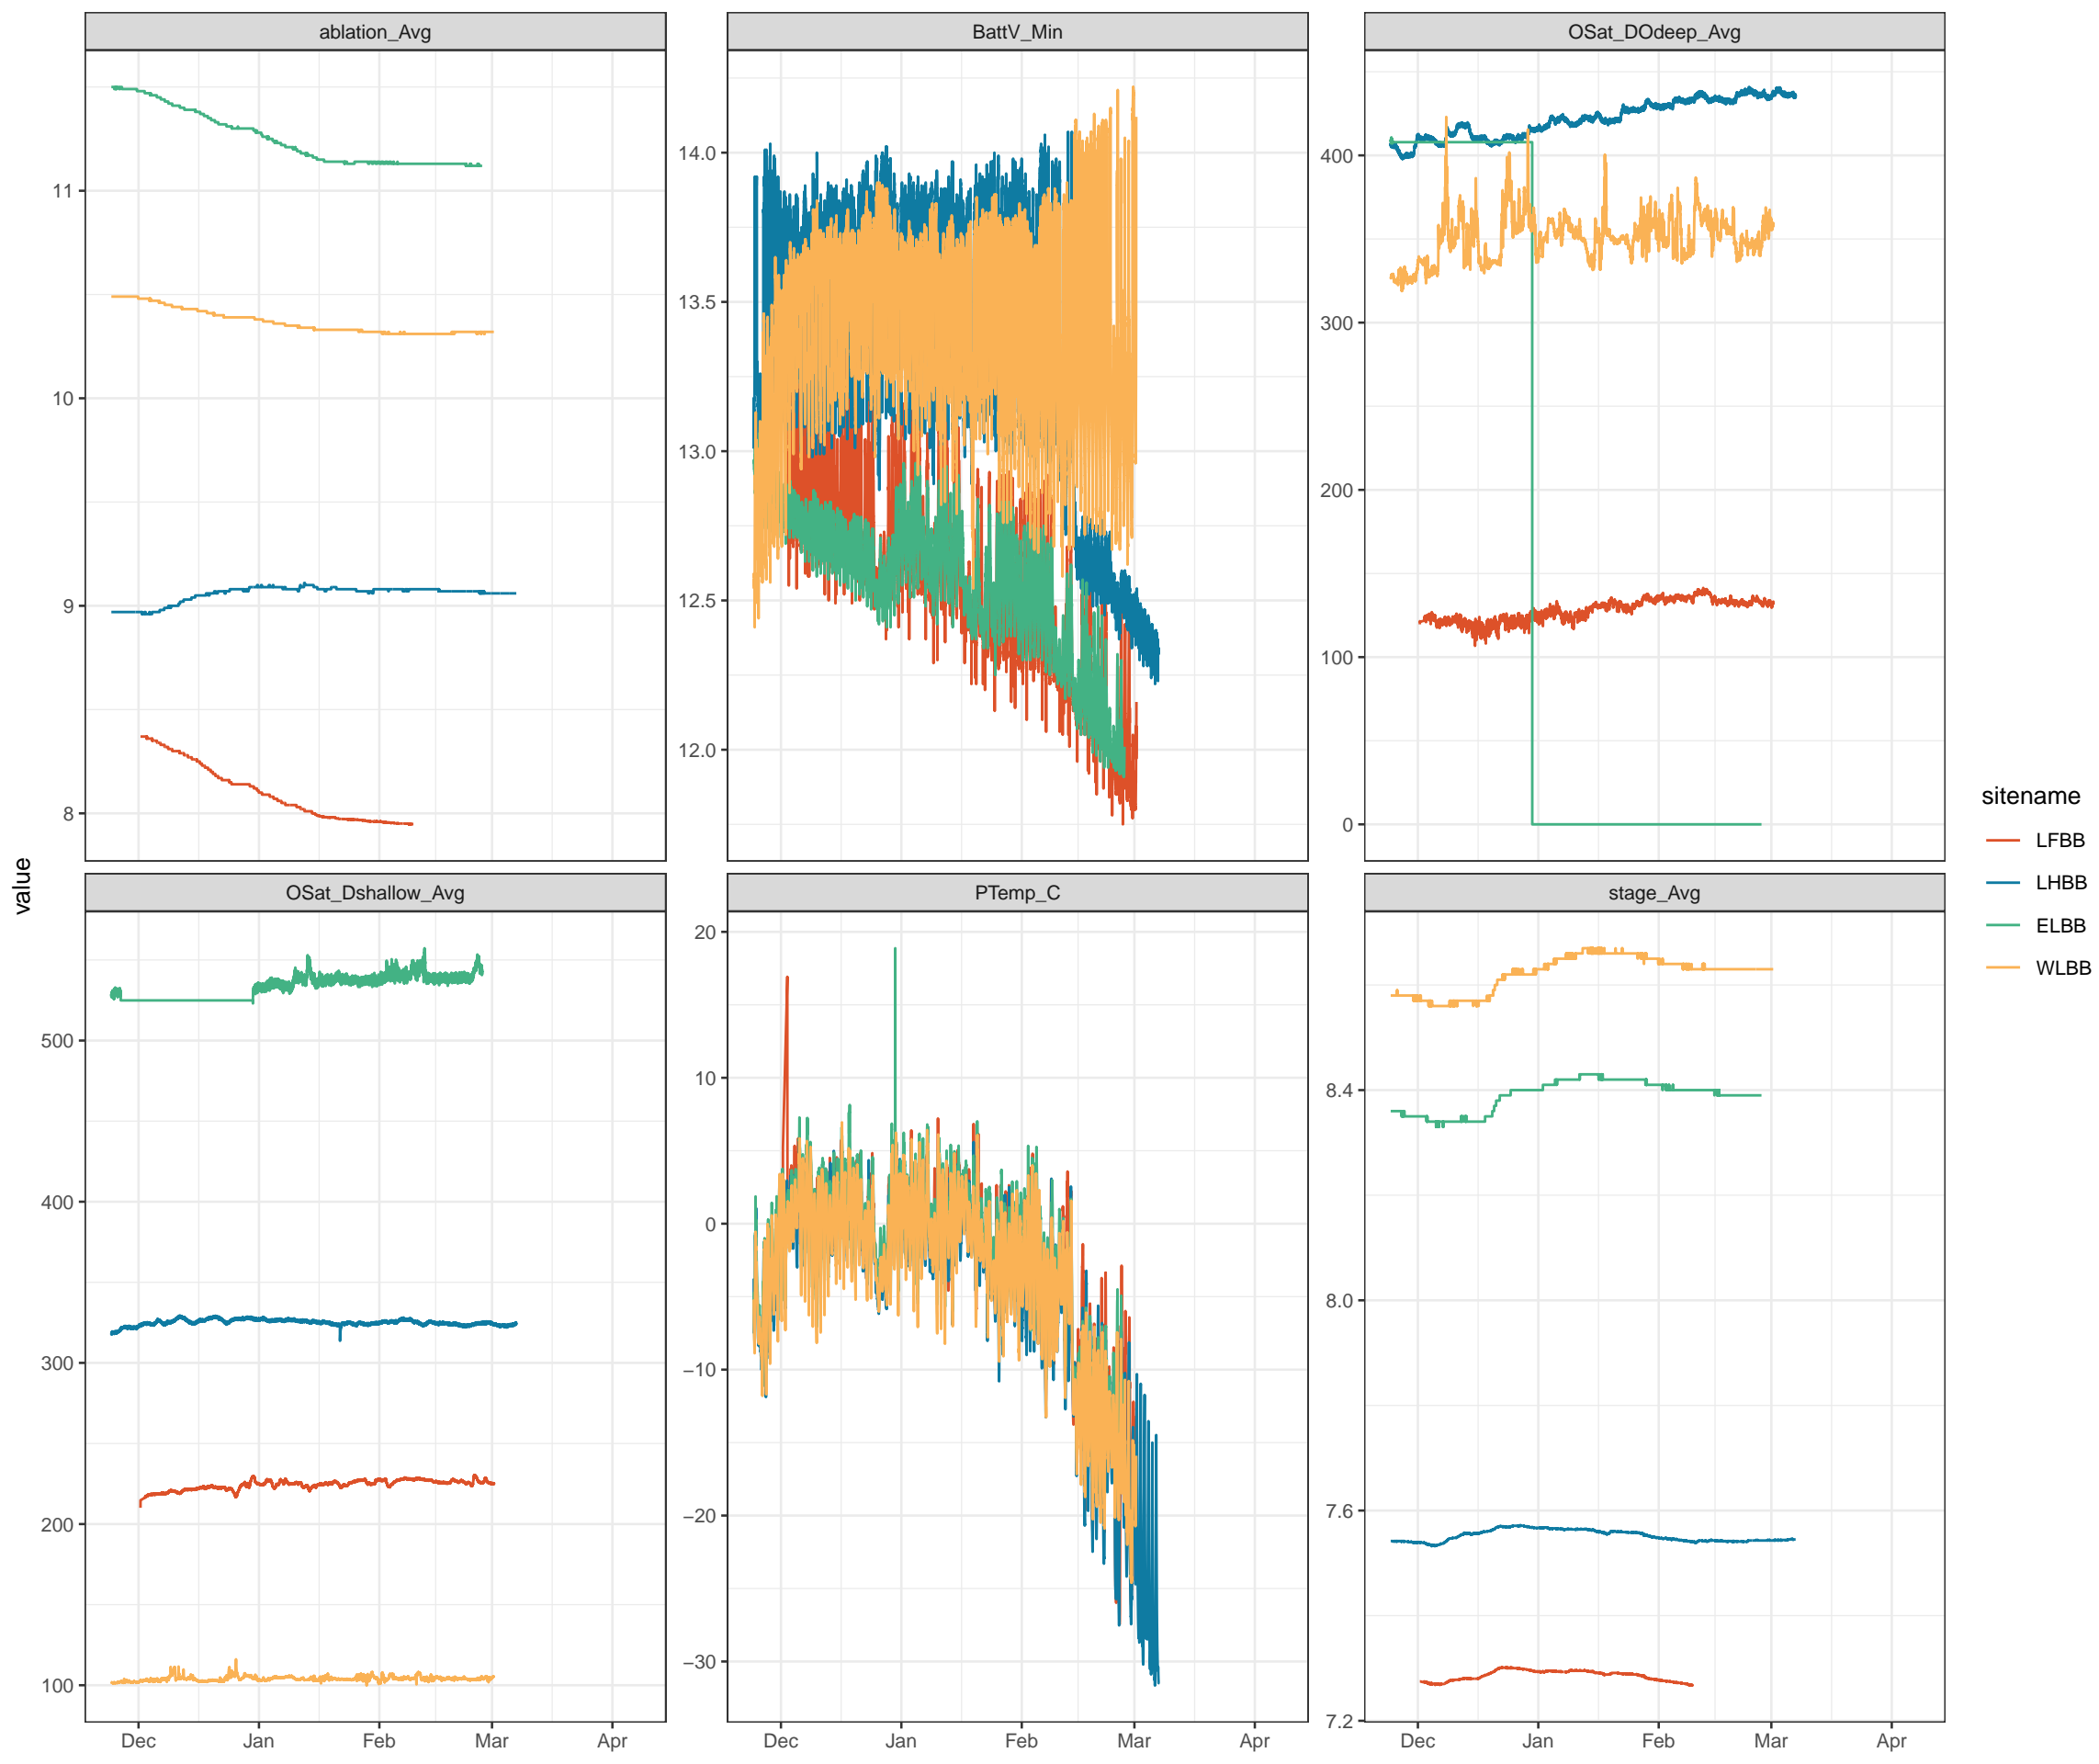 ablation_Avg
BattV_Min
OSat_DOdeep_Avg
11
10
9
8
14.0
13.5
13.0
12.5
12.0
400
300
200
100
0
value
OSat_Dshallow_Avg
PTemp_C
stage_Avg
500
400
300
200
100
20
10
0
−10
−20
−30
8.4
8.0
7.6
7.2
Dec Jan Feb Mar Apr
Dec Jan Feb Mar Apr
Dec Jan Feb Mar Apr
sitename
LFBB
LHBB
ELBB
WLBB